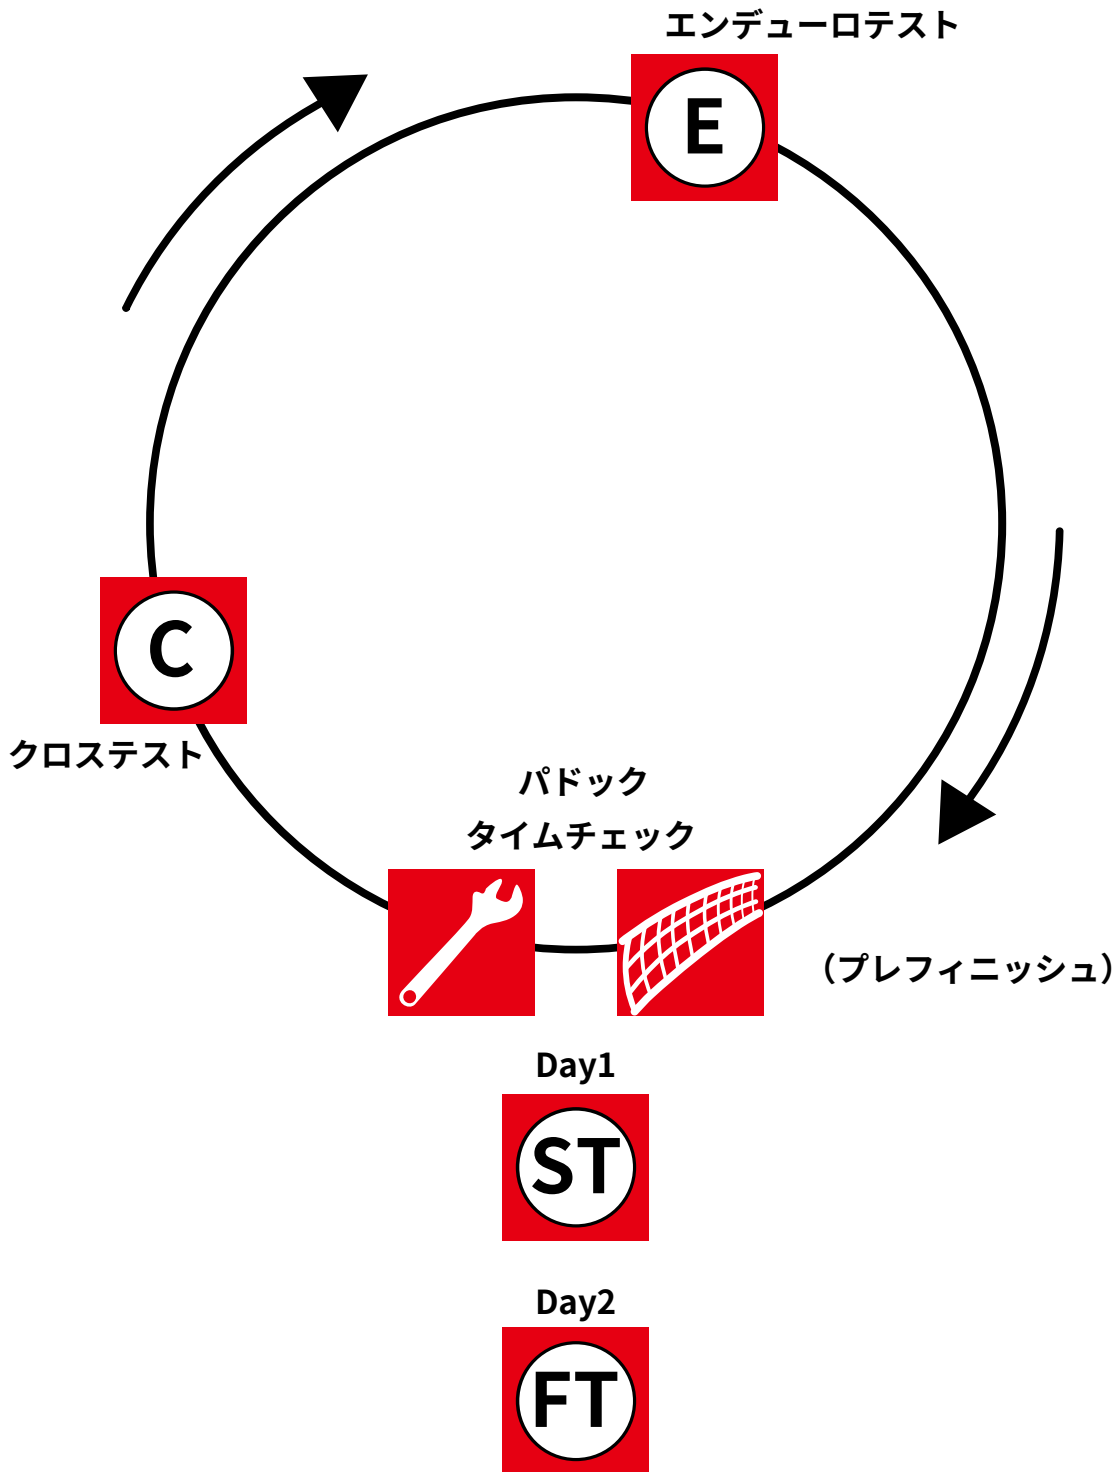 エンデューロテスト
E
C
クロステスト
パドック
タイムチェック
（プレフィニッシュ）
Day1
ST
Day2
FT